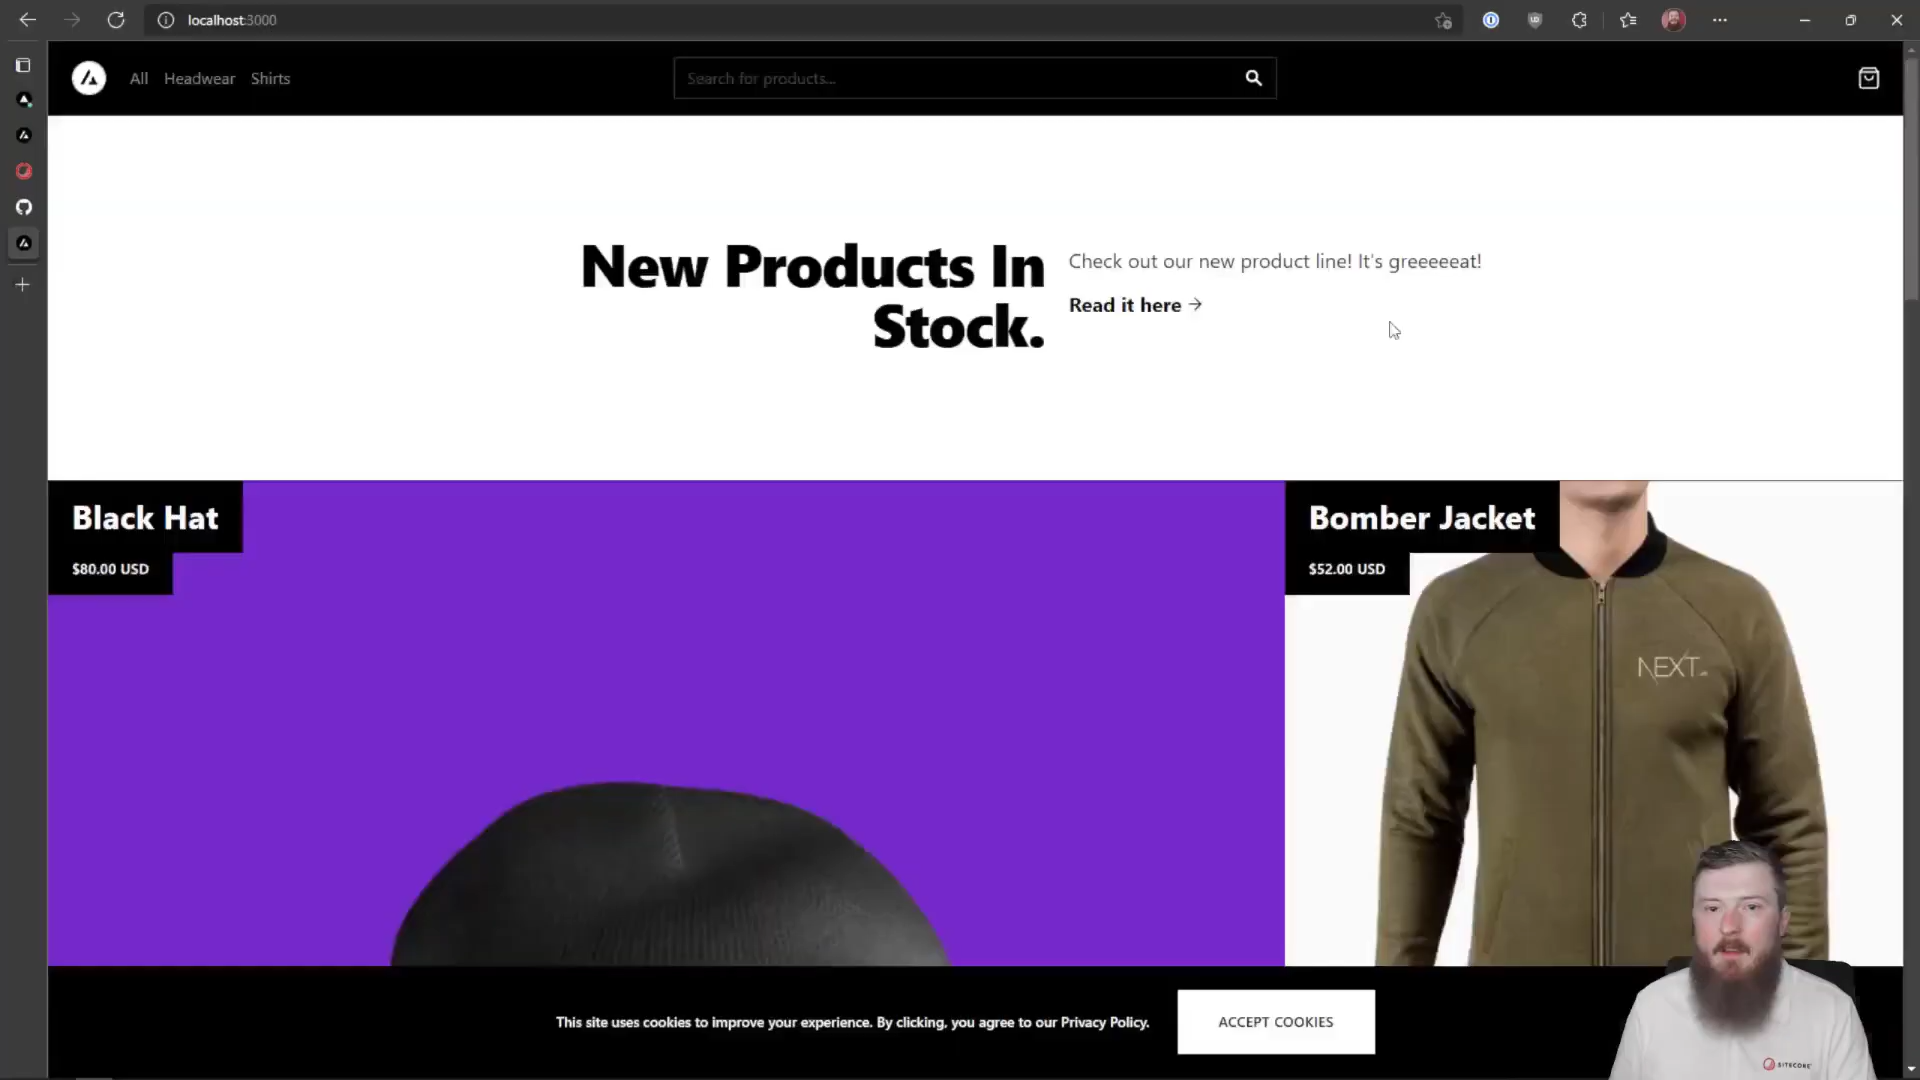 localhost:3000
All Headwear Shirts
Search for products...
New Products In
Stock.
Check out our new product line! It's greeeeeat!
Read it here →
Black Hat
$80.00 USD
Bomber Jacket
$52.00 USD
NEXT
This site uses cookies to improve your experience. By clicking, you agree to our Privacy Policy.
ACCEPT COOKIES
SITECORE